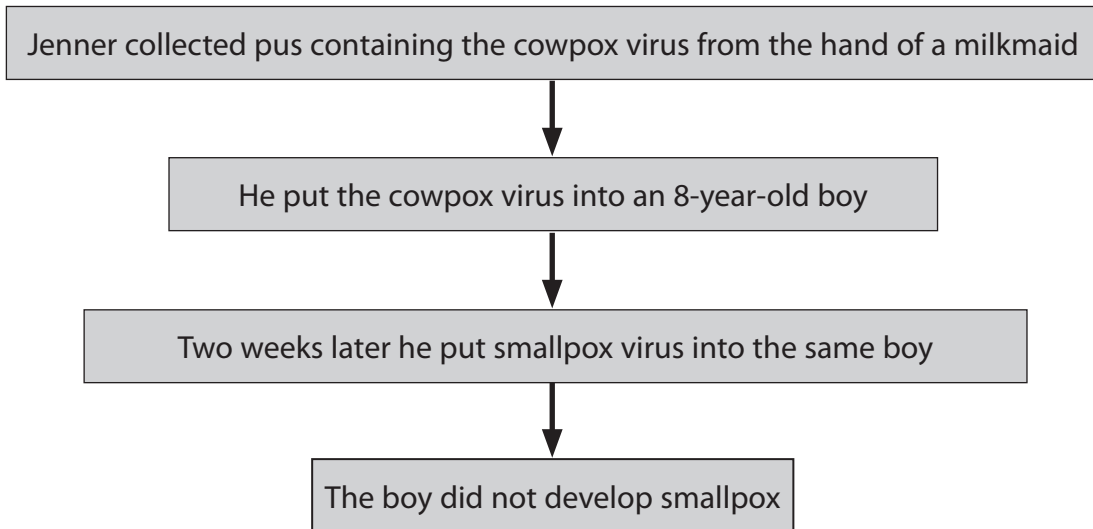 Jenner collected pus containing the cowpox virus from the hand of a milkmaid
He put the cowpox virus into an 8-year-old boy
Two weeks later he put smallpox virus into the same boy
The boy did not develop smallpox